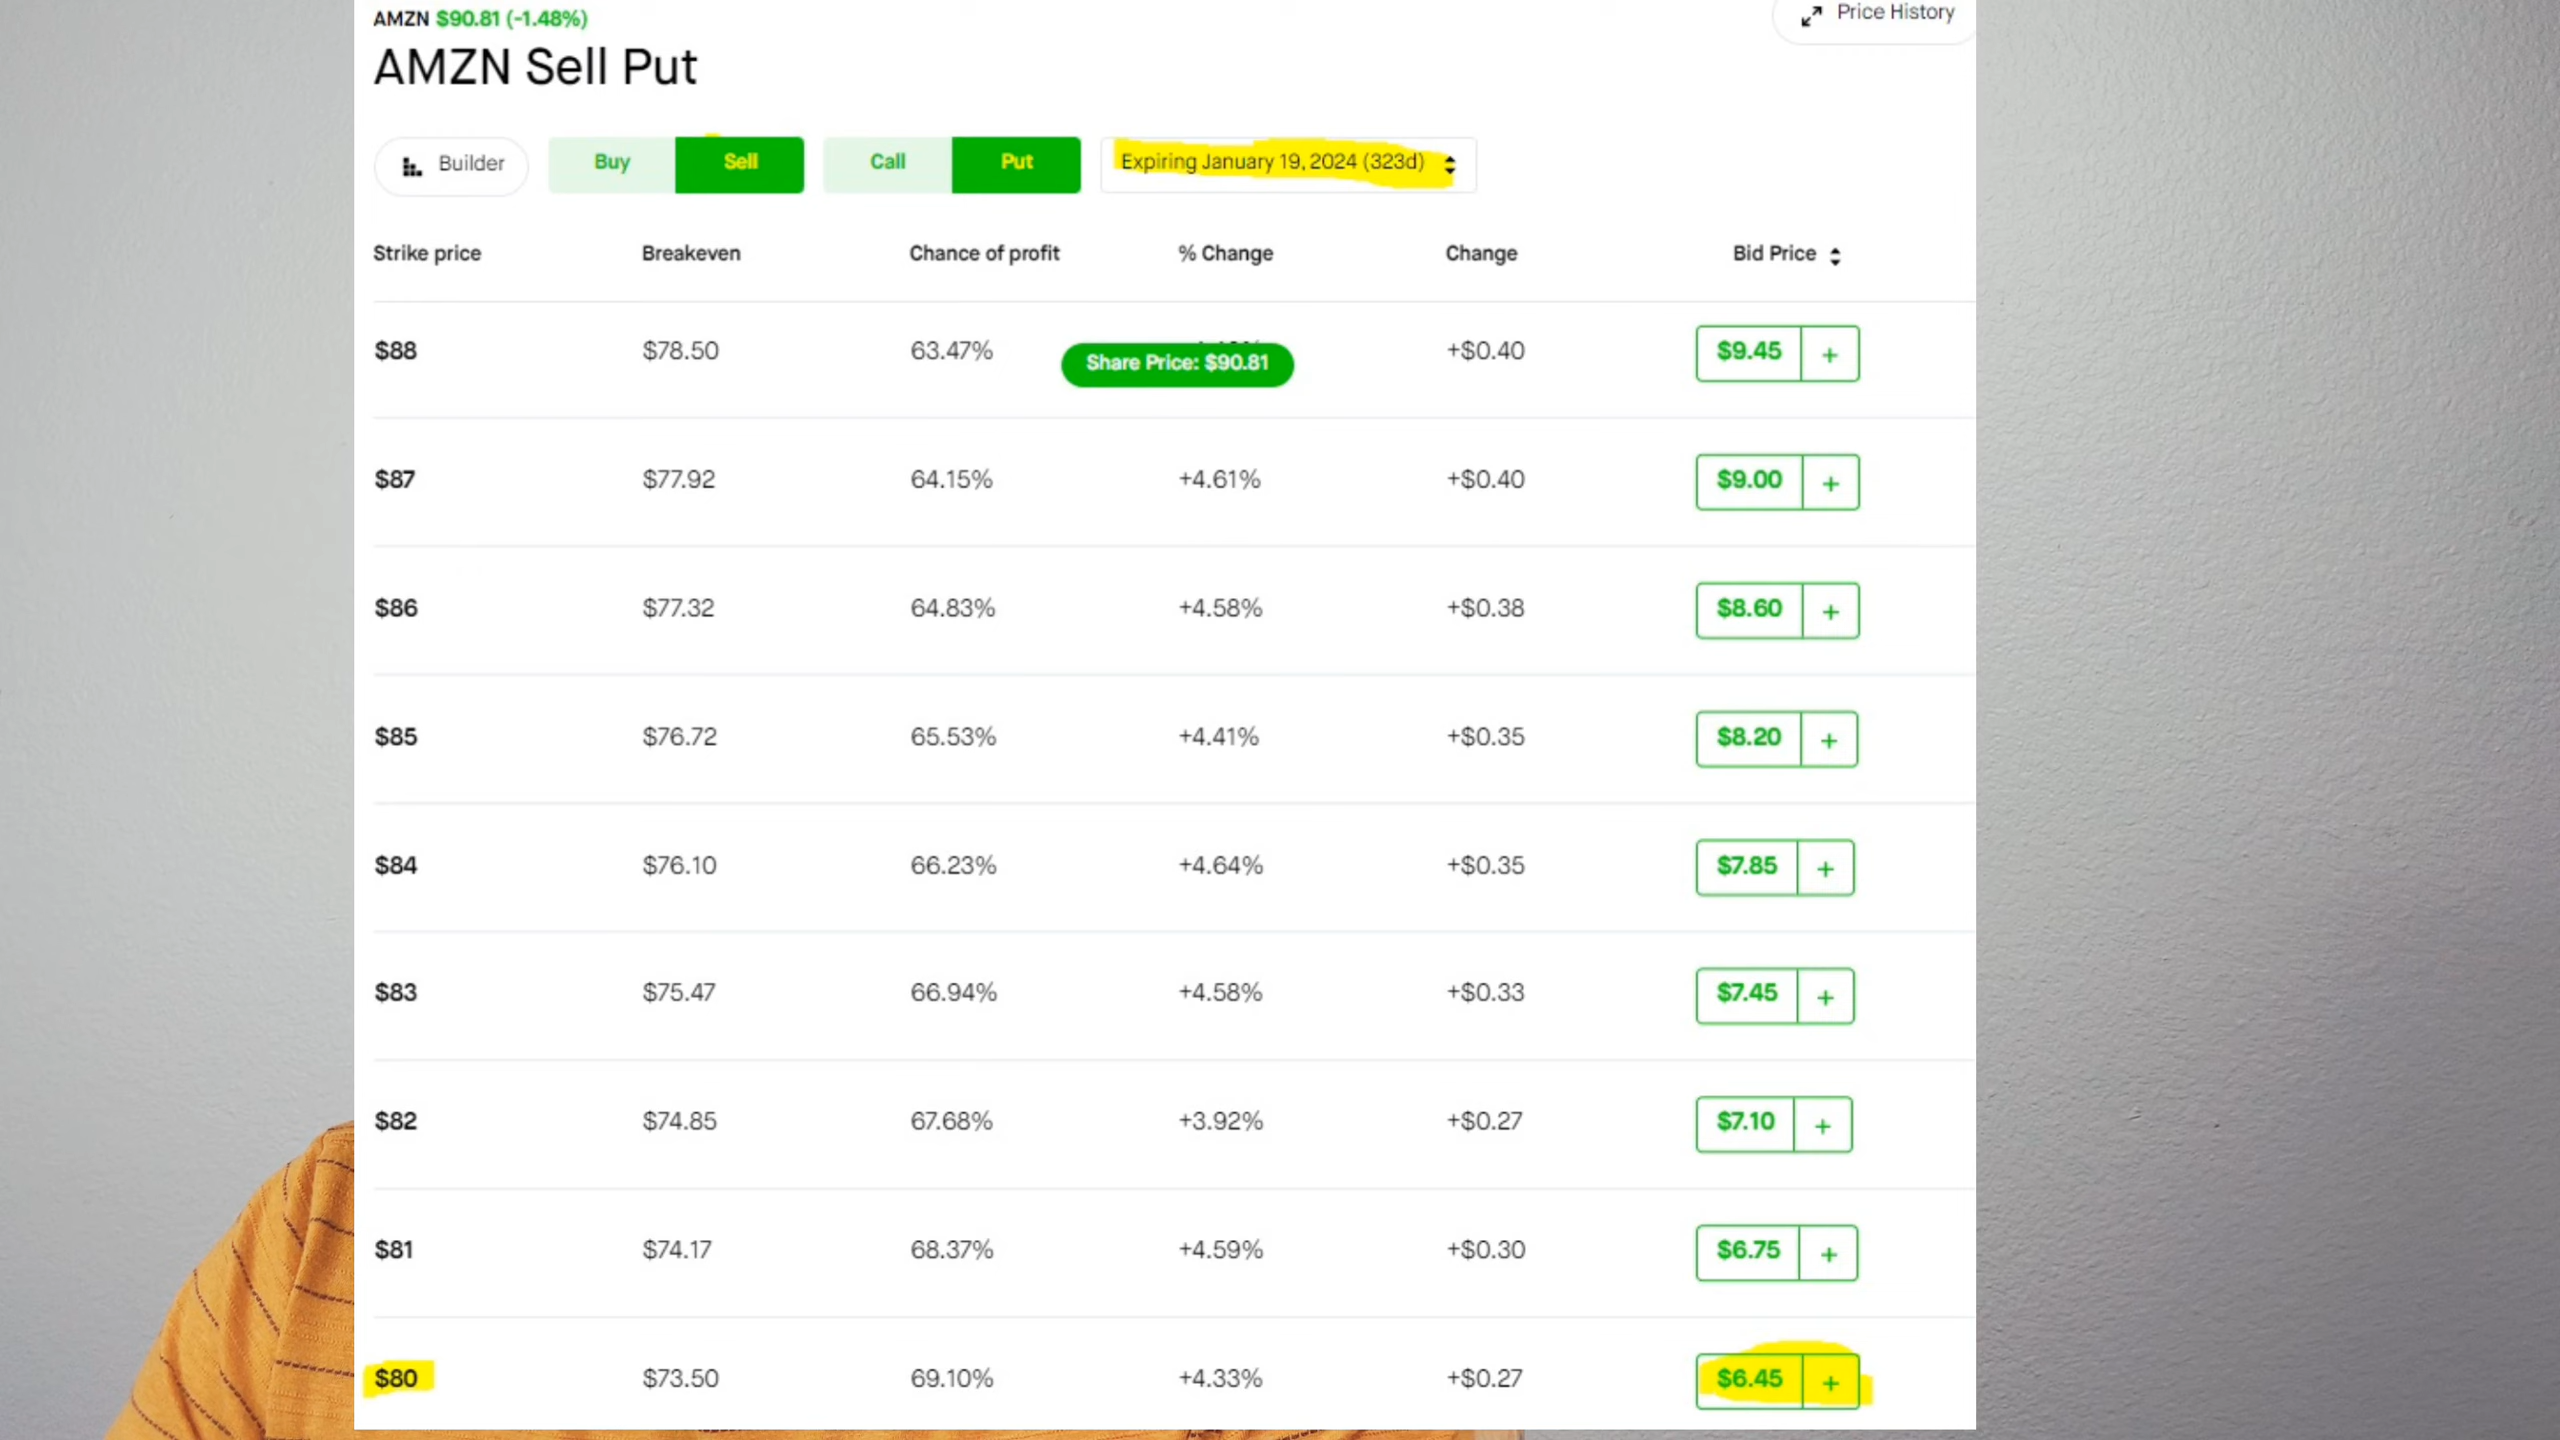 AMZN $90.81 (-1.48%)
Price History
AMZN Sell Put
Builder Buy Sell Call Put Expiring January 19, 2024 (323d)
Strike price Breakeven Chance of profit % Change Change Bid Price
$88 $78.50 63.47% +$0.40 $9.45 +
Share Price: $90.81
$87 $77.92 64.15% +4.61% +$0.40 $9.00 +
$86 $77.32 64.83% +4.58% +$0.38 $8.60 +
$85 $76.72 65.53% +4.41% +$0.35 $8.20 +
$84 $76.10 66.23% +4.64% +$0.35 $7.85 +
$83 $75.47 66.94% +4.58% +$0.33 $7.45 +
$82 $74.85 67.68% +3.92% +$0.27 $7.10 +
$81 $74.17 68.37% +4.59% +$0.30 $6.75 +
$80 $73.50 69.10% +4.33% +$0.27 $6.45 +